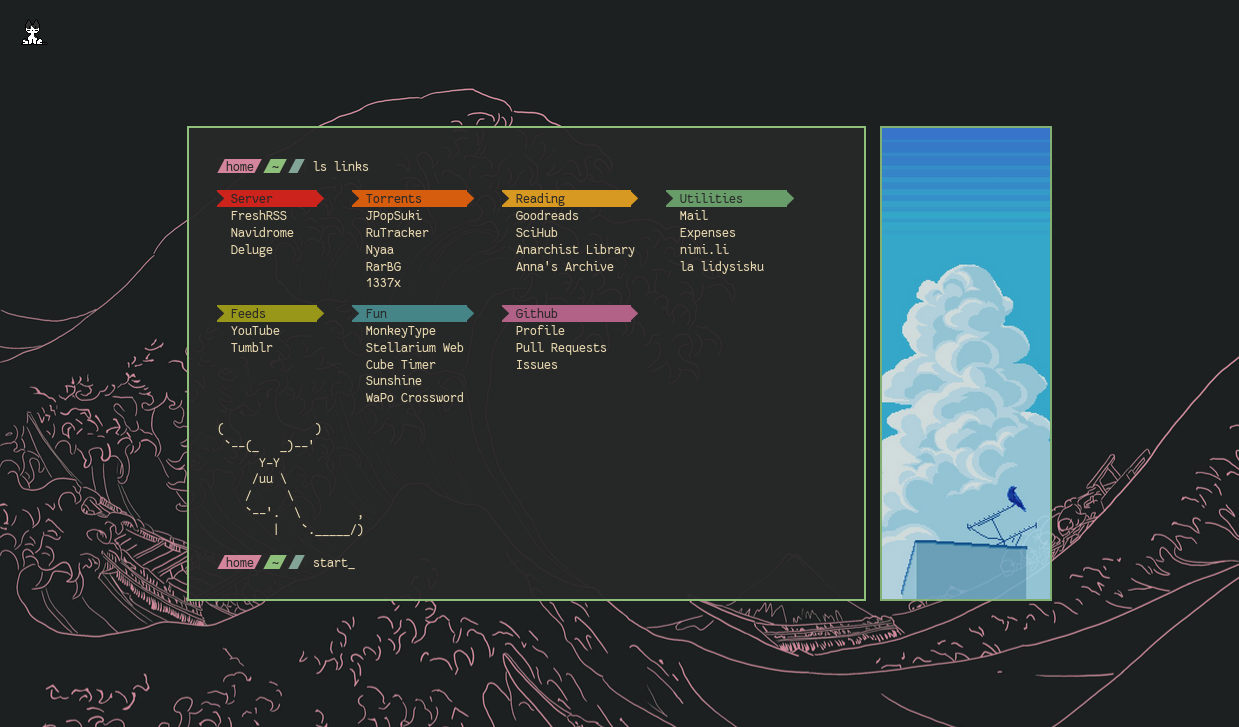 home ~ ls links
Server Torrents Reading Utilities
FreshRSS JPopSuki Goodreads Mail
Navidrome RuTracker SciHub Expenses
Deluge Nyaa Anarchist Library nimi.li
RarBG Anna's Archive la lidysisku
1337x
Feeds Fun Github
YouTube MonkeyType Profile
Tumblr Stellarium Web Pull Requests
Cube Timer Issues
Sunshine
WaPo Crossword
(             )
 `--(_   _)--'
      Y-Y
     /uu \
    /     \
    `--'.  \        ,
        |   `._____/)
home ~ start_